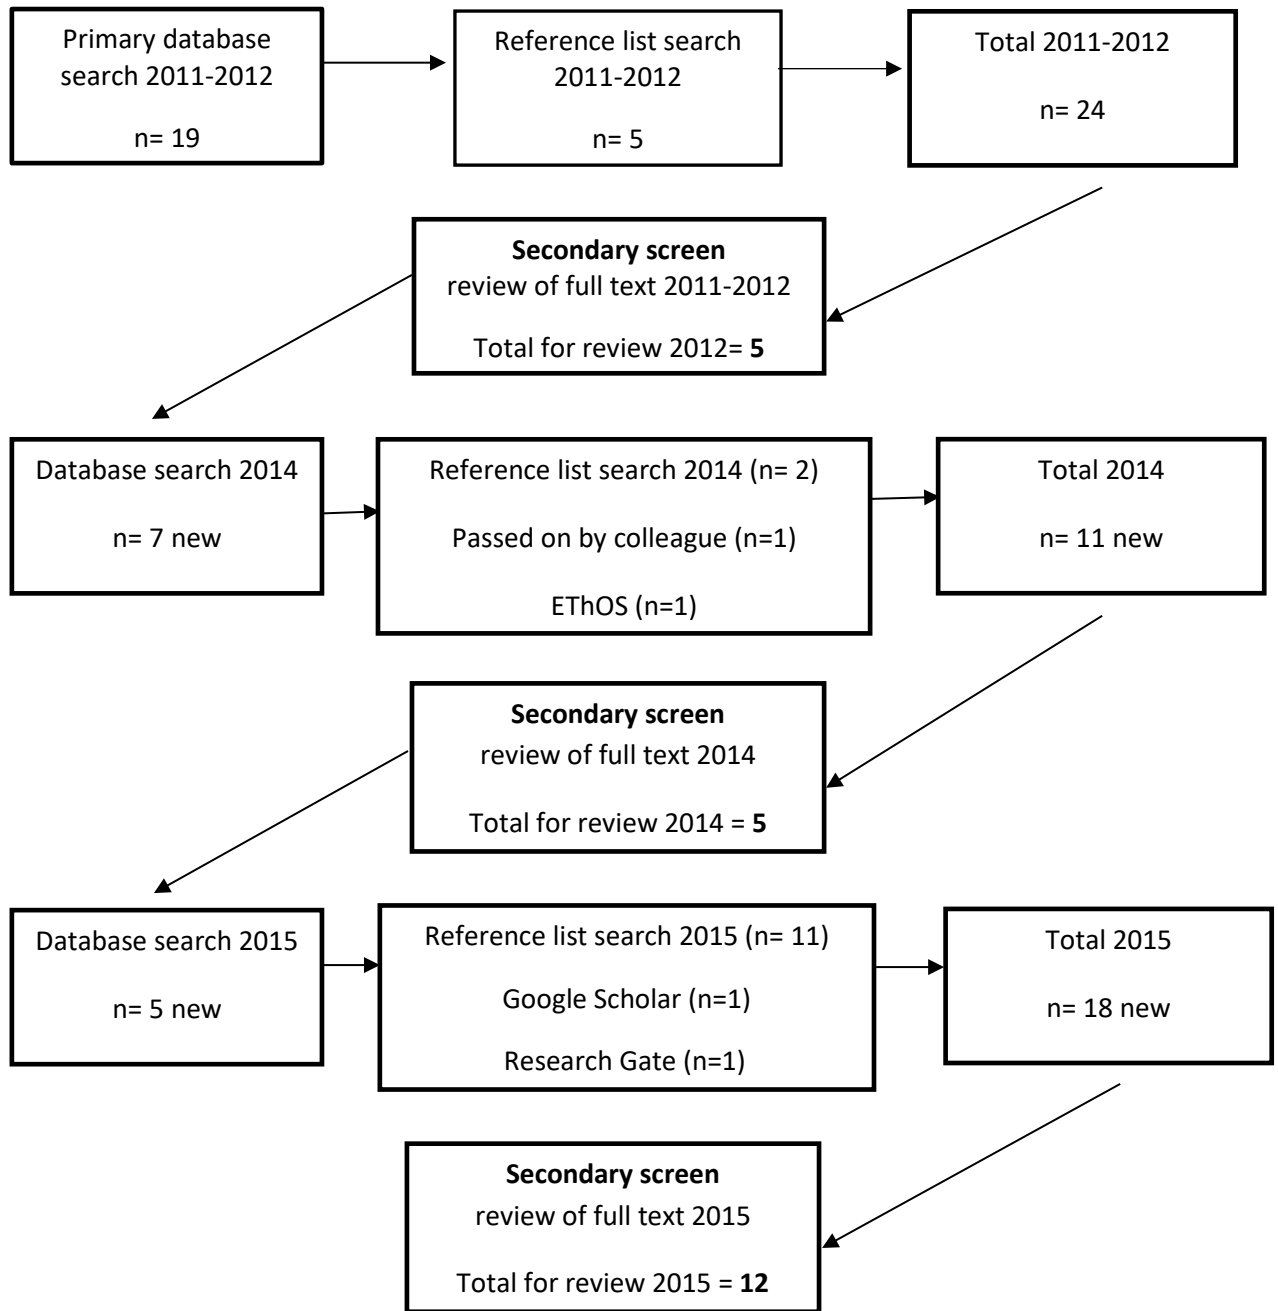 Primary database
search 2011-2012
n= 19
Reference list search
2011-2012
n= 5
Total 2011-2012
n= 24
Secondary screen
review of full text 2011-2012
Total for review 2012= 5
Database search 2014
n= 7 new
Reference list search 2014 (n= 2)
Passed on by colleague (n=1)
EThOS (n=1)
Total 2014
n= 11 new
Secondary screen
review of full text 2014
Total for review 2014 = 5
Database search 2015
n= 5 new
Reference list search 2015 (n= 11)
Google Scholar (n=1)
Research Gate (n=1)
Total 2015
n= 18 new
Secondary screen
review of full text 2015
Total for review 2015 = 12